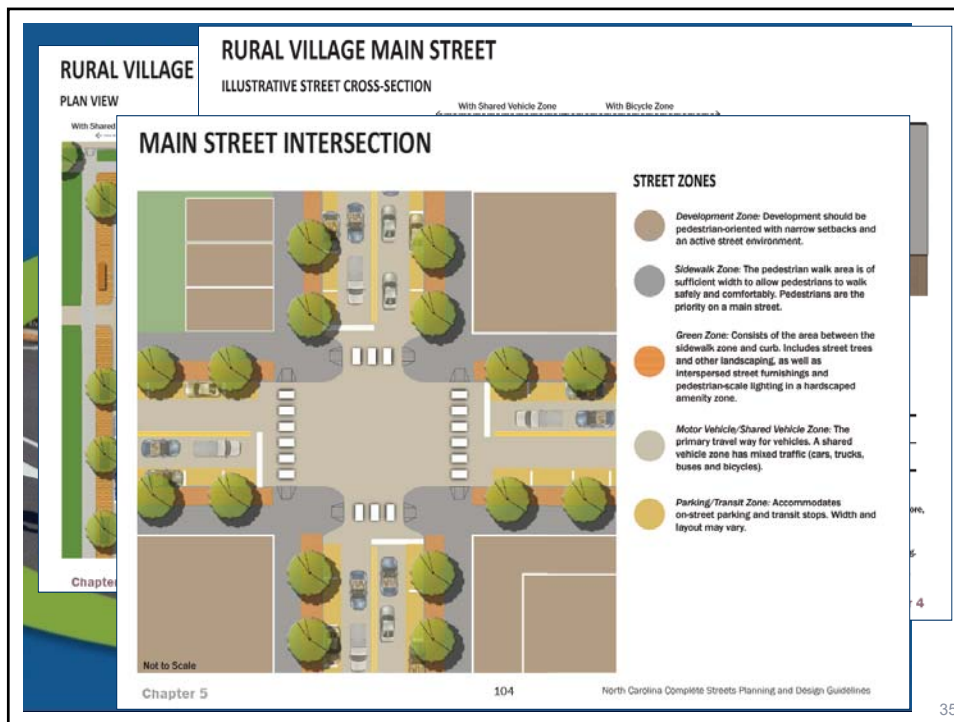 RURAL VILLAGE
PLAN VIEW
With Shared
Chapter
RURAL VILLAGE MAIN STREET
ILLUSTRATIVE STREET CROSS-SECTION
With Shared Vehicle Zone
With Bicycle Zone
ore,
g.
r 4
MAIN STREET INTERSECTION
STREET ZONES
Development Zone: Development should be
pedestrian-oriented with narrow setbacks and
an active street environment.
Sidewalk Zone: The pedestrian walk area is of
sufficient width to allow pedestrians to walk
safely and comfortably. Pedestrians are the
priority on a main street.
Green Zone: Consists of the area between the
sidewalk zone and curb. Includes street trees
and other landscaping, as well as
interspersed street furnishings and
pedestrian-scale lighting in a hardscaped
amenity zone.
Motor Vehicle/Shared Vehicle Zone: The
primary travel way for vehicles. A shared
vehicle zone has mixed traffic (cars, trucks,
buses and bicycles).
Parking/Transit Zone: Accommodates
on-street parking and transit stops. Width and
layout may vary.
Not to Scale
Chapter 5
104
North Carolina Complete Streets Planning and Design Guidelines
35